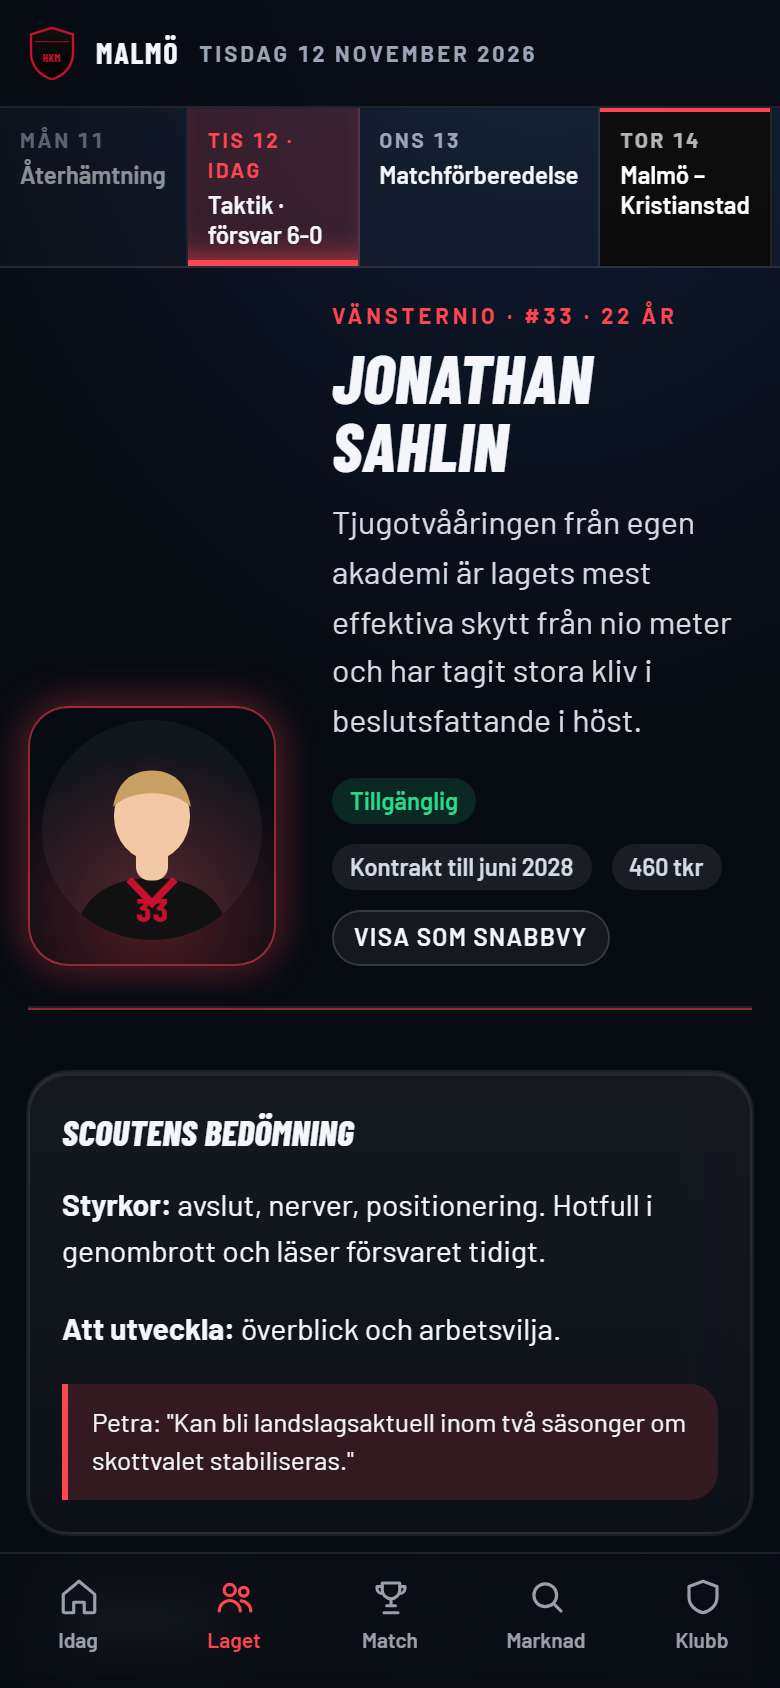 HKM
MALMÖ TISDAG 12 NOVEMBER 2026
MÅN 11
Återhämtning
TIS 12 ·
IDAG
Taktik ·
försvar 6-0
ONS 13
Matchförberedelse
TOR 14
Malmö –
Kristianstad
VÄNSTERNIO · #33 · 22 ÅR
JONATHAN
SAHLIN
Tjugotvååringen från egen
akademi är lagets mest
effektiva skytt från nio meter
och har tagit stora kliv i
beslutsfattande i höst.
33
Tillgänglig
Kontrakt till juni 2028
460 tkr
VISA SOM SNABBVY
SCOUTENS BEDÖMNING
Styrkor: avslut, nerver, positionering. Hotfull i
genombrott och läser försvaret tidigt.
Att utveckla: överblick och arbetsvilja.
Petra: "Kan bli landslagsaktuell inom två säsonger om
skottvalet stabiliseras."
Idag
Laget
Match
Marknad
Klubb